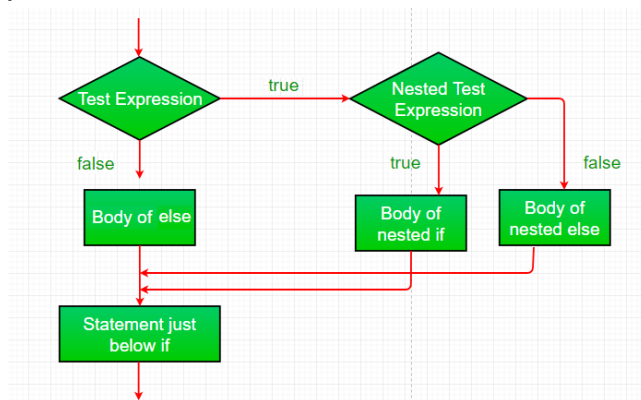 Test Expression
true
Nested Test
Expression
false
true
false
Body of else
Body of
nested if
Body of
nested else
Statement just
below if